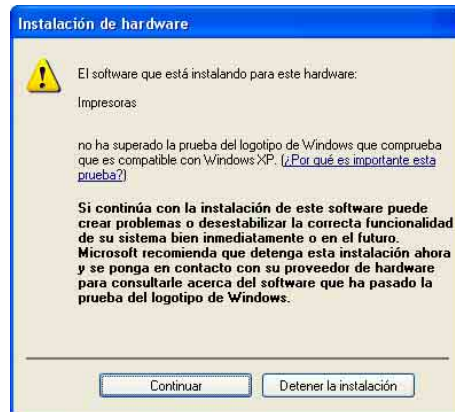 Instalación de hardware
El software que está instalando para este hardware:
Impresoras
no ha superado la prueba del logotipo de Windows que comprueba
que es compatible con Windows XP. (¿Por qué es importante esta
prueba?)
Si continúa con la instalación de este software puede
crear problemas o desestabilizar la correcta funcionalidad
de su sistema bien inmediatamente o en el futuro.
Microsoft recomienda que detenga esta instalación ahora
y se ponga en contacto con su proveedor de hardware
para consultarle acerca del software que ha pasado la
prueba del logotipo de Windows.
Continuar
Detener la instalación